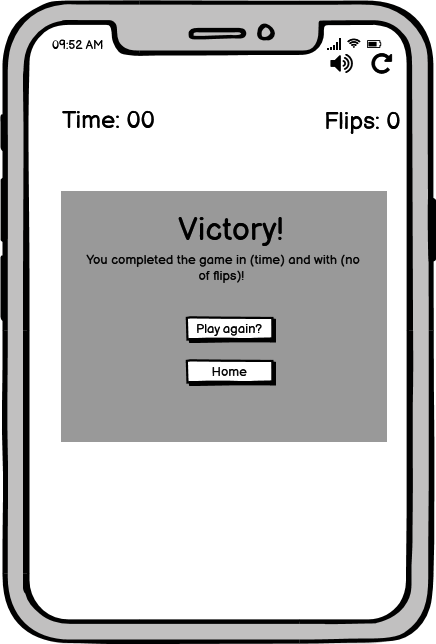 09:52 AM
Time: 00
Flips: 0
Victory!
You completed the game in (time) and with (no
of flips)!
Play again?
Home